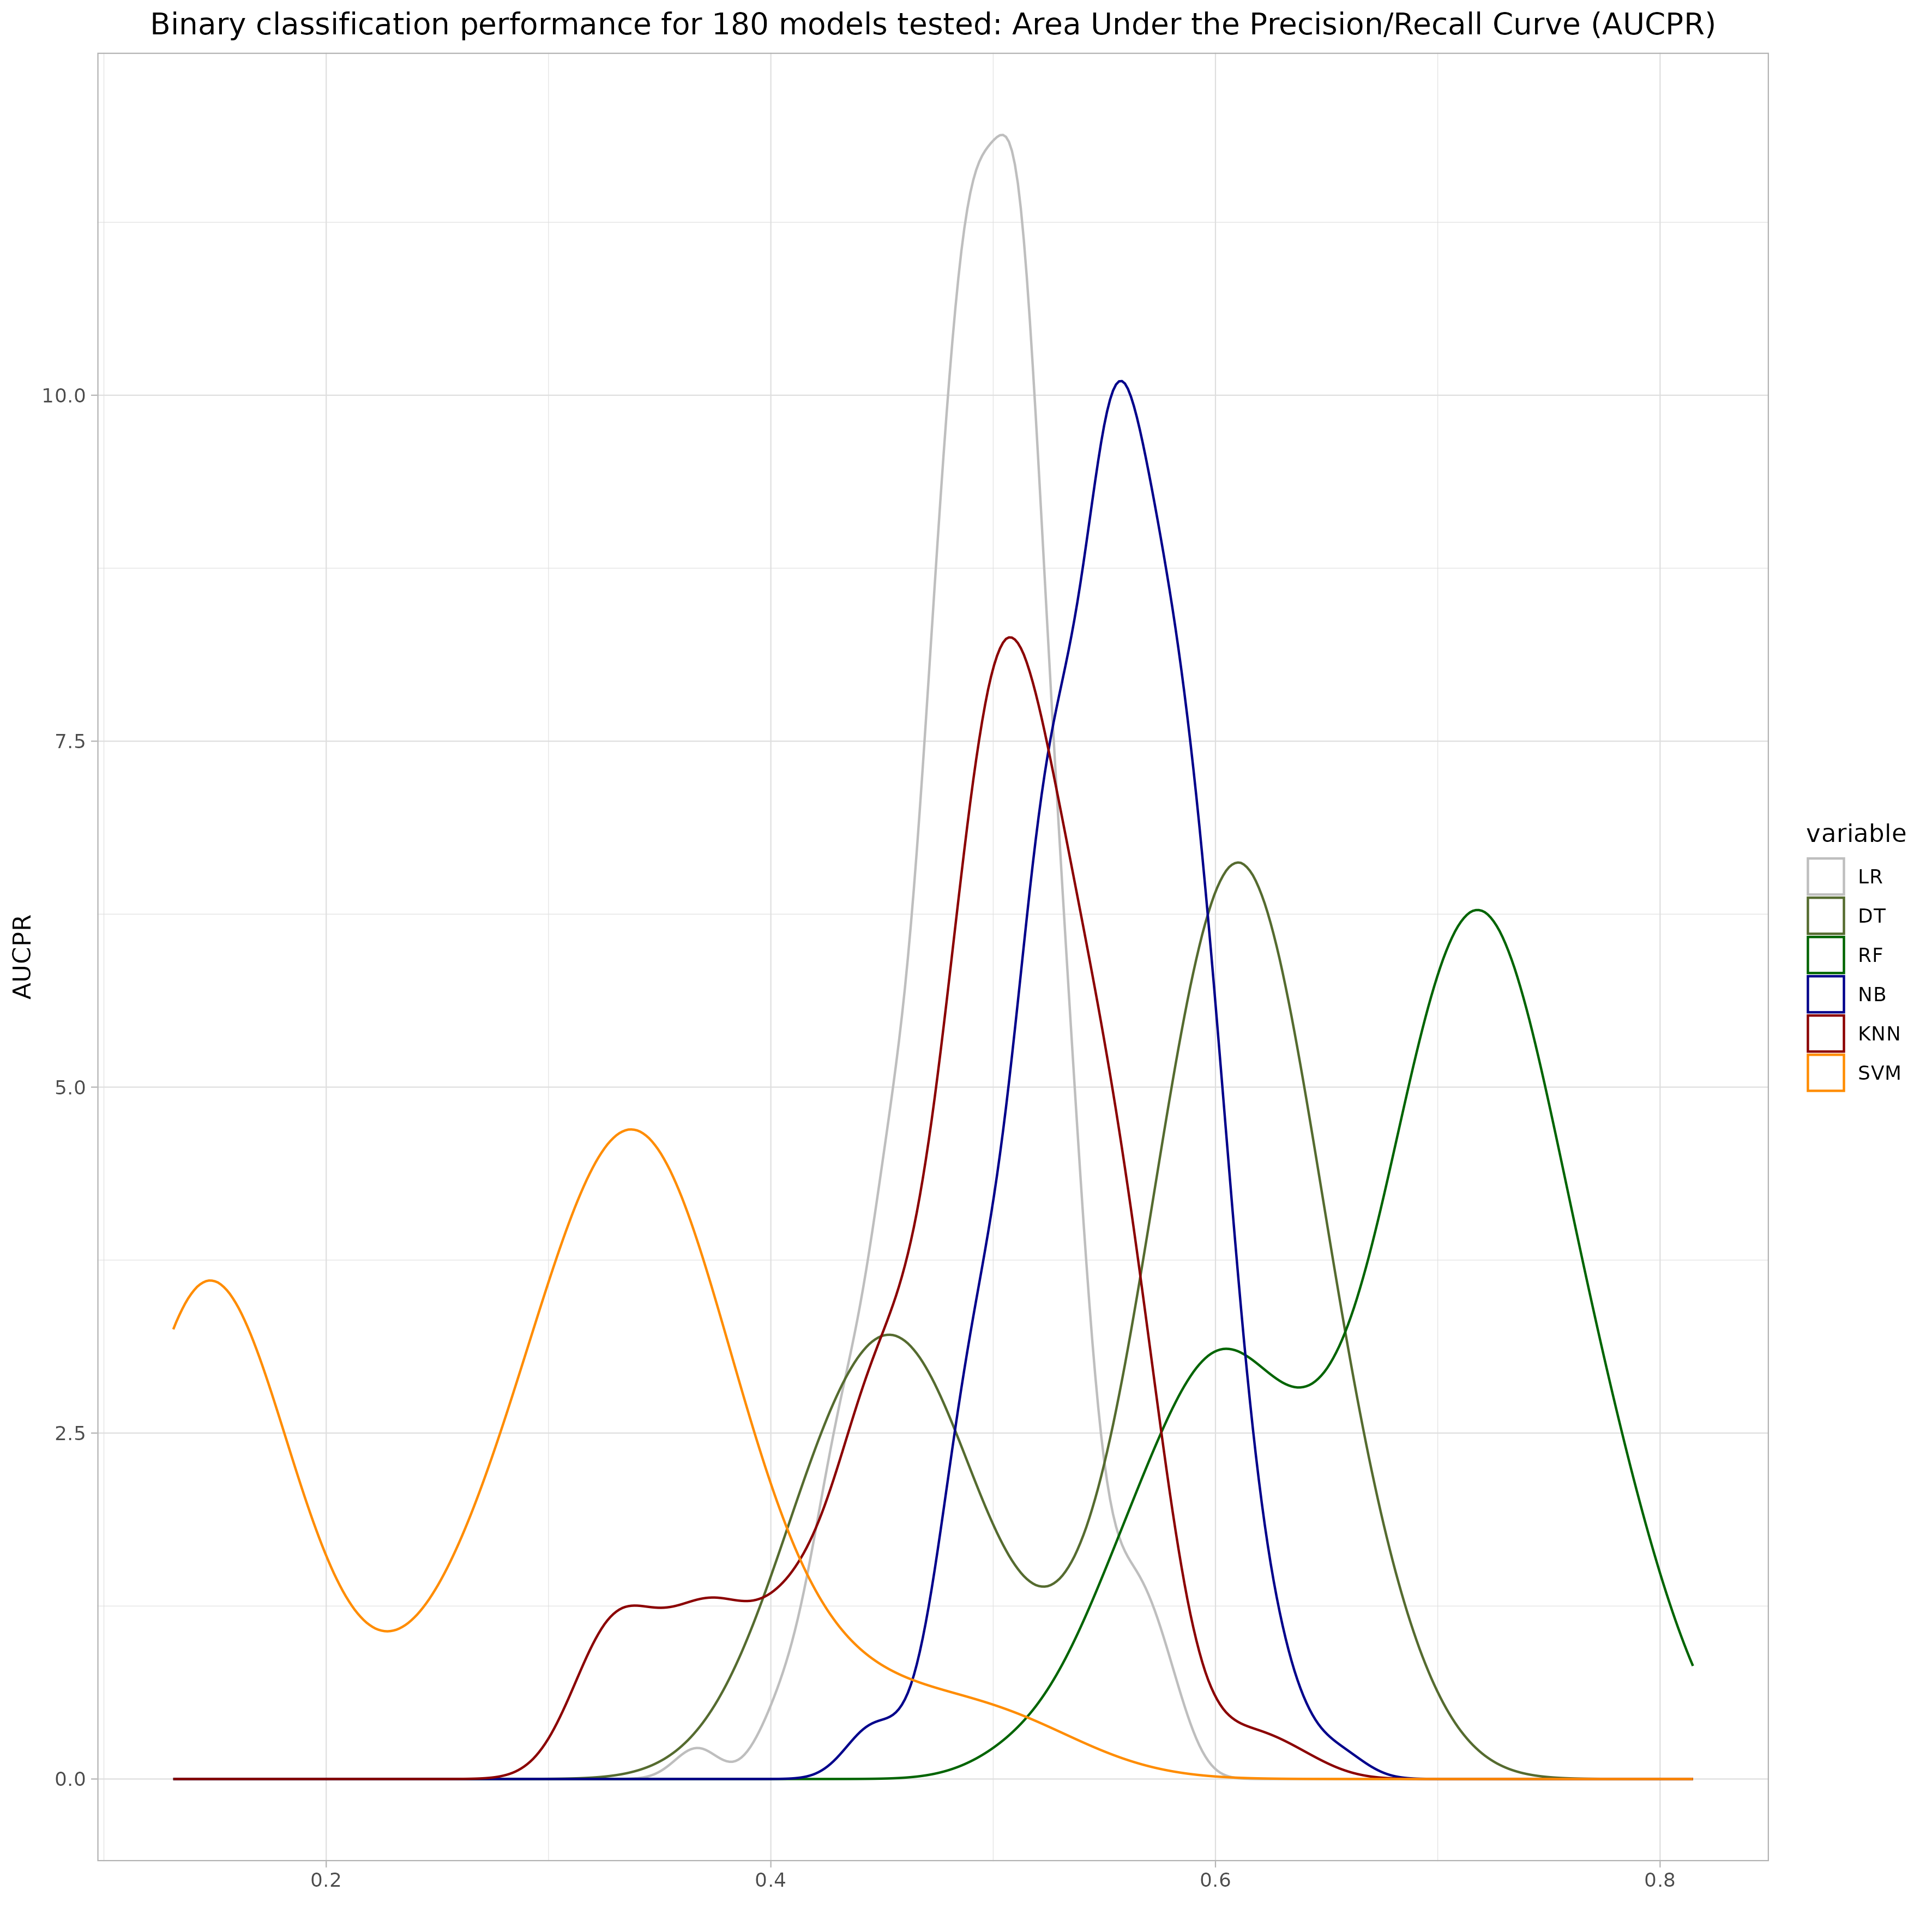 Binary classification performance for 180 models tested: Area Under the Precision/Recall Curve (AUCPR)
AUCPR
10.0
7.5
5.0
2.5
0.0
0.2
0.4
0.6
0.8
variable
LR
DT
RF
NB
KNN
SVM